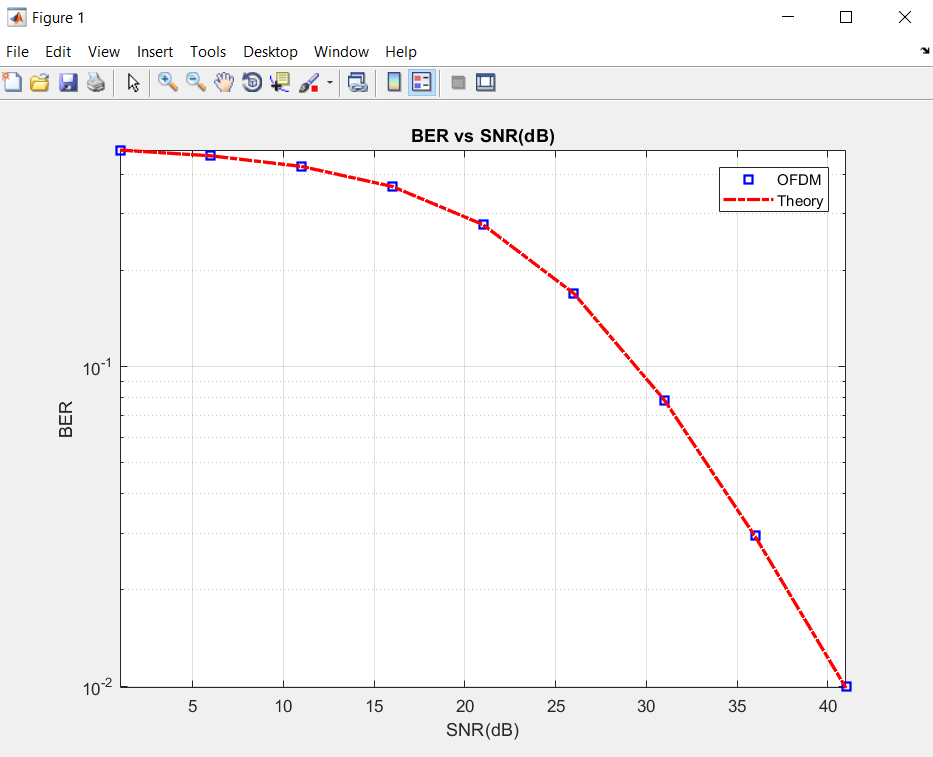 Figure 1
File Edit View Insert Tools Desktop Window Help
BER vs SNR(dB)
OFDM
Theory
10^-1
BER
10^-2
5 10 15 20 25 30 35 40
SNR(dB)